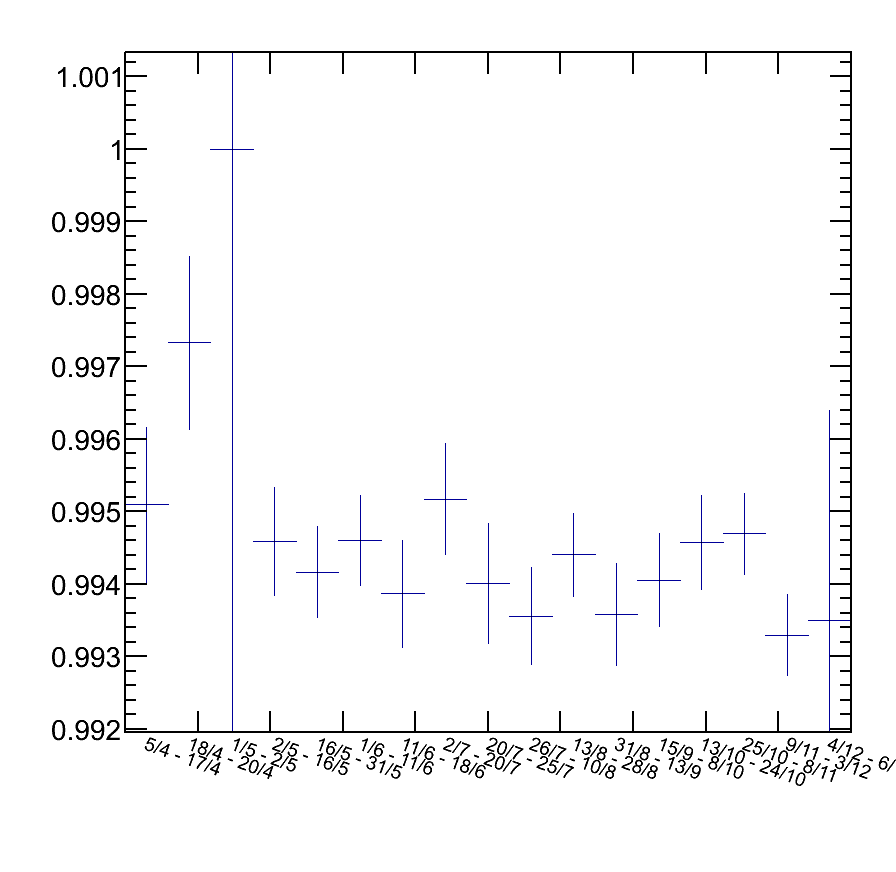 1.001
1
0.999
0.998
0.997
0.996
0.995
0.994
0.993
0.992
5/4 - 17/4
18/4 - 20/4
1/5 - 2/5
2/5 - 16/5
16/5 - 31/5
1/6 - 11/6
11/6 - 18/6
2/7 - 20/7
20/7 - 25/7
26/7 - 10/8
13/8 - 28/8
31/8 - 13/9
15/9 - 8/10
13/10 - 24/10
25/10 - 8/11
9/11 - 3/12
4/12 - 6/